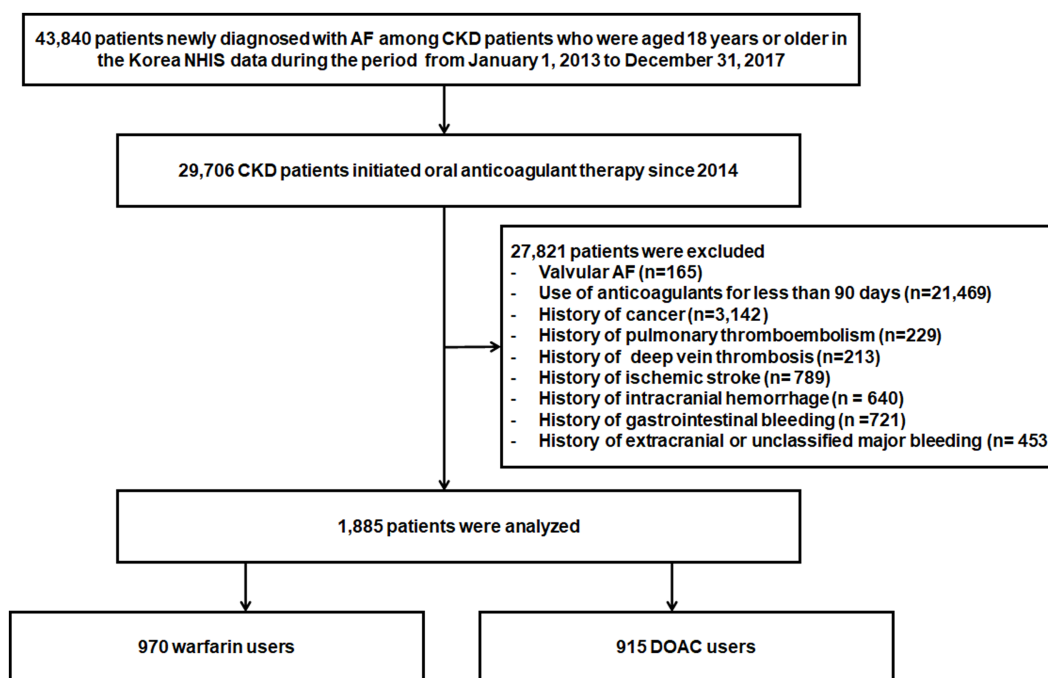 43,840 patients newly diagnosed with AF among CKD patients who were aged 18 years or older in
the Korea NHIS data during the period from January 1, 2013 to December 31, 2017
29,706 CKD patients initiated oral anticoagulant therapy since 2014
27,821 patients were excluded
- Valvular AF (n=165)
- Use of anticoagulants for less than 90 days (n=21,469)
- History of cancer (n=3,142)
- History of pulmonary thromboembolism (n=229)
- History of deep vein thrombosis (n=213)
- History of ischemic stroke (n= 789)
- History of intracranial hemorrhage (n = 640)
- History of gastrointestinal bleeding (n =721)
- History of extracranial or unclassified major bleeding (n= 453
1,885 patients were analyzed
970 warfarin users
915 DOAC users